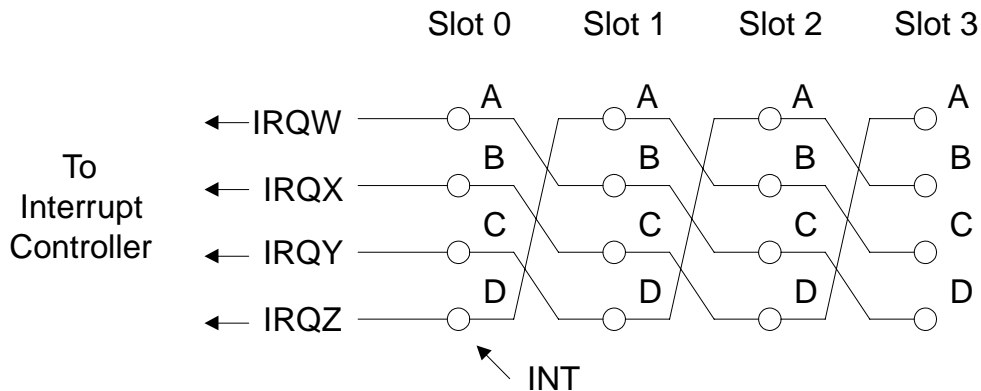 Slot 0 Slot 1 Slot 2 Slot 3
A A A A
IRQW
B B B B
To
Interrupt
Controller
IRQX
C C C C
IRQY
D D D D
IRQZ
INT